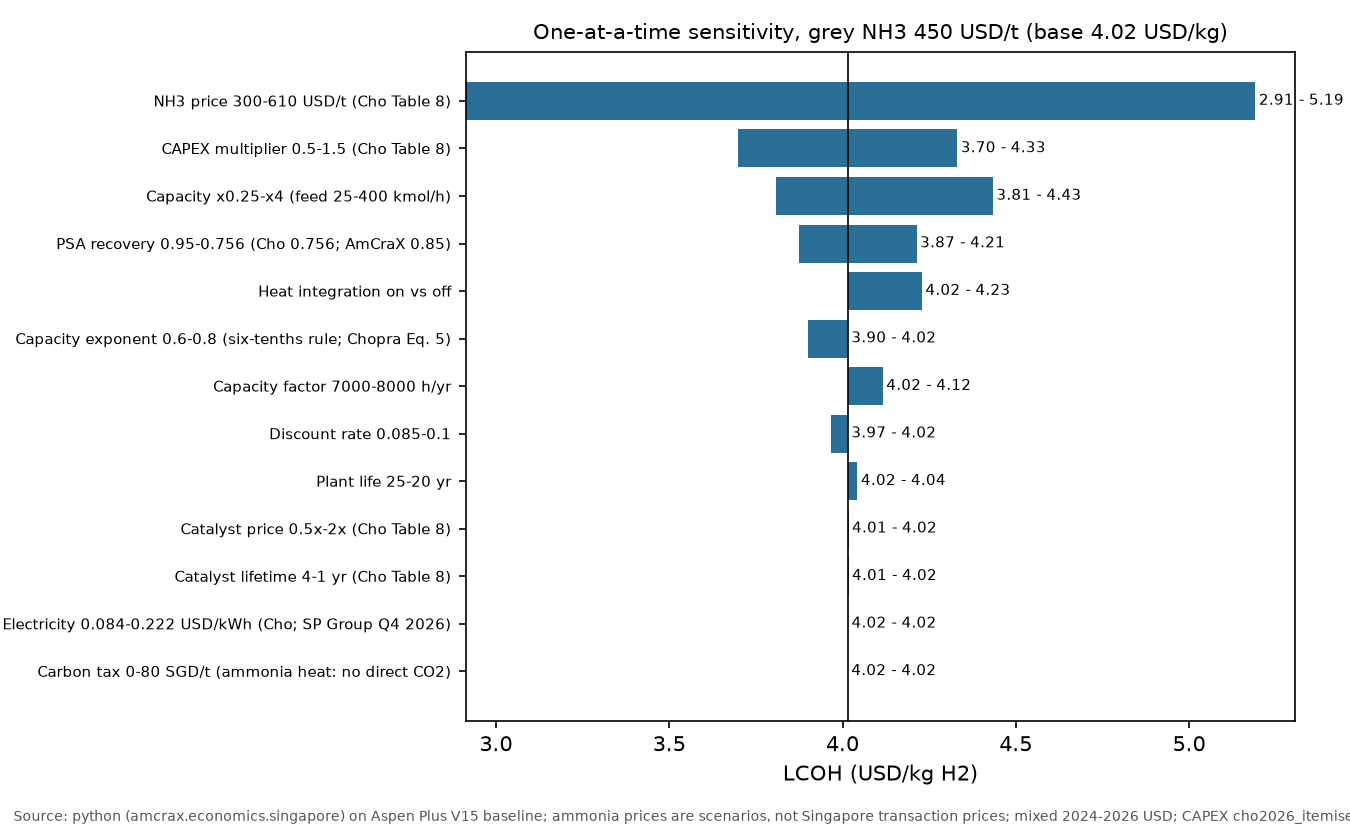 One-at-a-time sensitivity, grey NH3 450 USD/t (base 4.02 USD/kg)
NH3 price 300-610 USD/t (Cho Table 8) 2.91 - 5.19
CAPEX multiplier 0.5-1.5 (Cho Table 8) 3.70 - 4.33
Capacity x0.25-x4 (feed 25-400 kmol/h) 3.81 - 4.43
PSA recovery 0.95-0.756 (Cho 0.756; AmCraX 0.85) 3.87 - 4.21
Heat integration on vs off 4.02 - 4.23
Capacity exponent 0.6-0.8 (six-tenths rule; Chopra Eq. 5) 3.90 - 4.02
Capacity factor 7000-8000 h/yr 4.02 - 4.12
Discount rate 0.085-0.1 3.97 - 4.02
Plant life 25-20 yr 4.02 - 4.04
Catalyst price 0.5x-2x (Cho Table 8) 4.01 - 4.02
Catalyst lifetime 4-1 yr (Cho Table 8) 4.01 - 4.02
Electricity 0.084-0.222 USD/kWh (Cho; SP Group Q4 2026) 4.02 - 4.02
Carbon tax 0-80 SGD/t (ammonia heat: no direct CO2) 4.02 - 4.02
3.0 3.5 4.0 4.5 5.0
LCOH (USD/kg H2)
Source: python (amcrax.economics.singapore) on Aspen Plus V15 baseline; ammonia prices are scenarios, not Singapore transaction prices; mixed 2024-2026 USD; CAPEX cho2026_itemise